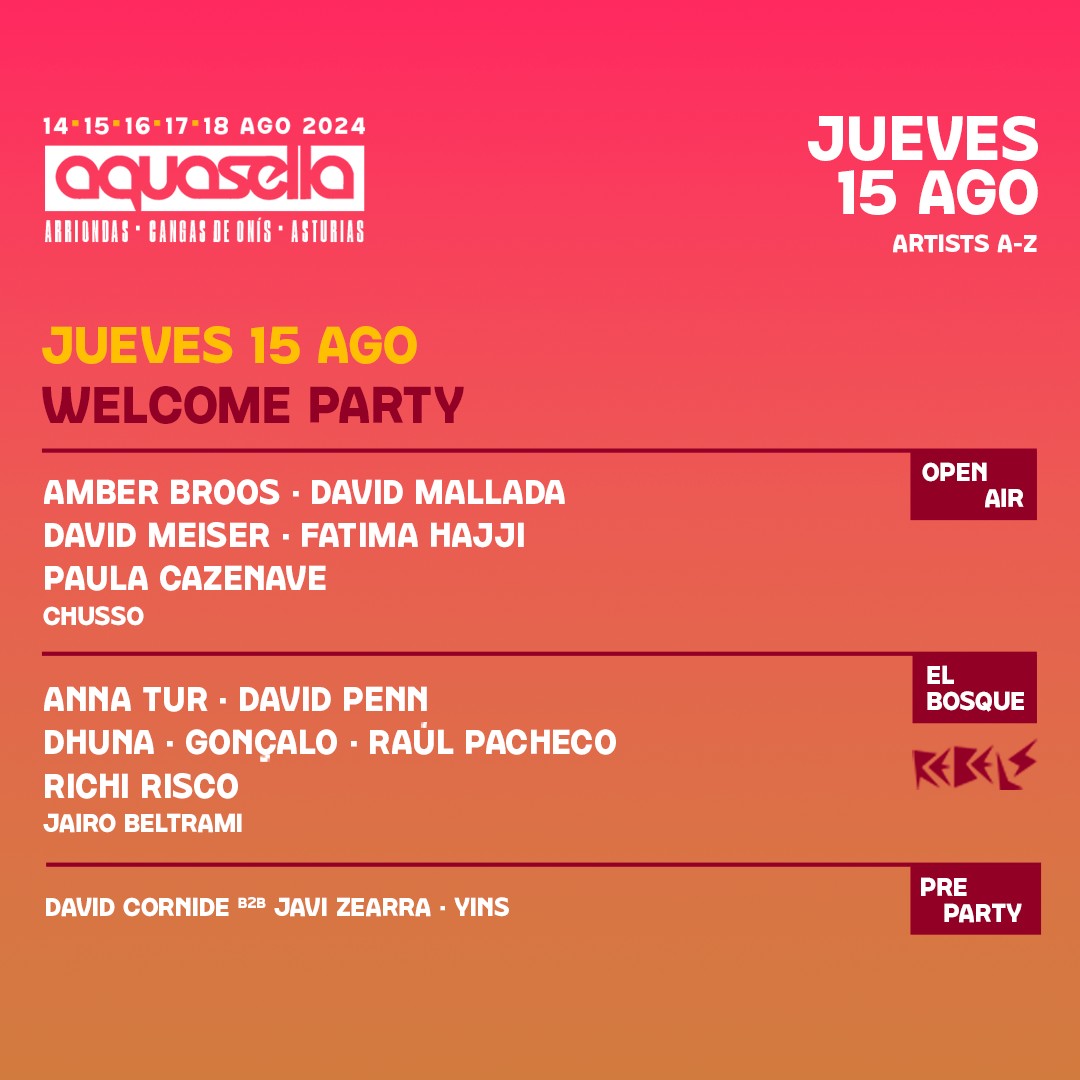 14·15·16·17·18 AGO 2024
aquasella
ARRIONDAS · CANGAS DE ONÍS · ASTURIAS
JUEVES
15 AGO
ARTISTS A-Z
JUEVES 15 AGO
WELCOME PARTY
OPEN
AIR
AMBER BROOS · DAVID MALLADA
DAVID MEISER · FATIMA HAJJI
PAULA CAZENAVE
CHUSSO
EL
BOSQUE
REBELS
ANNA TUR · DAVID PENN
DHUNA · GONÇALO · RAÚL PACHECO
RICHI RISCO
JAIRO BELTRAMI
PRE
PARTY
DAVID CORNIDE B2B JAVI ZEARRA · YINS